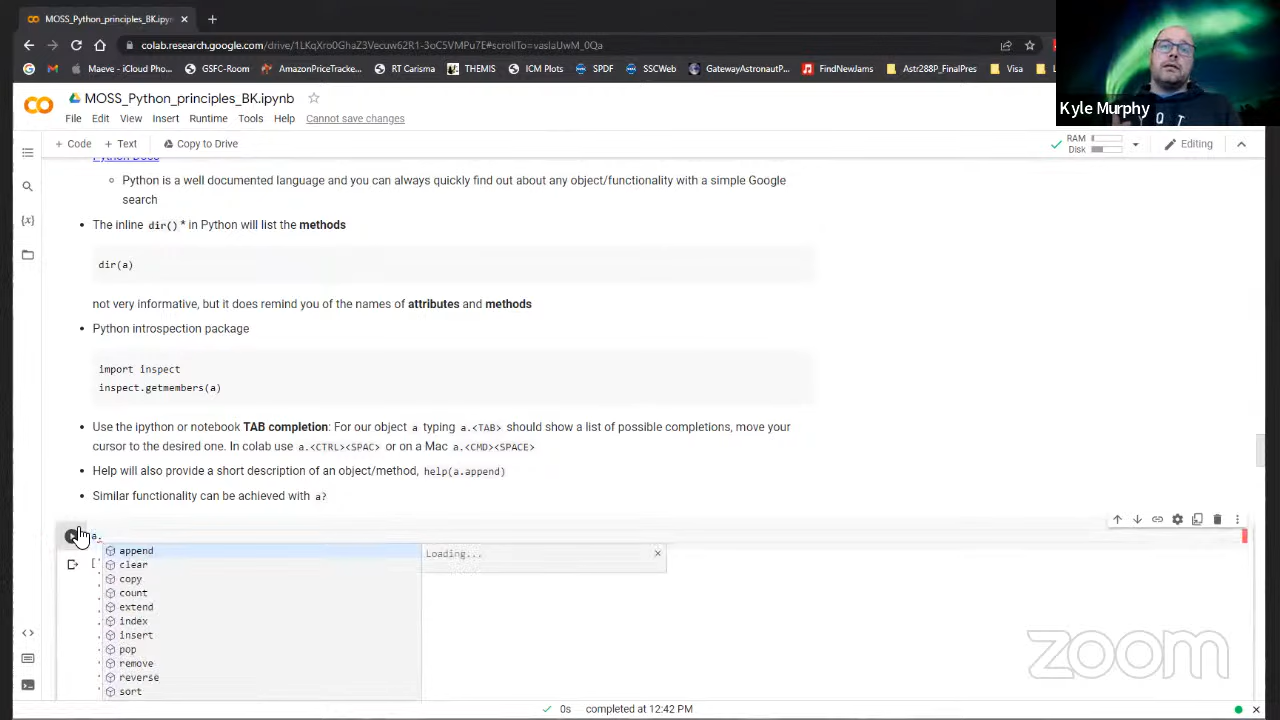 MOSS_Python_principles_BK.ipyn
colab.research.google.com/drive/1LKqXro0GhaZ3Vecuw62R1-3oC5VMPu7E#scrollTo=vaslaUwM_0Qa
Maeve - iCloud Pho... GSFC-Room AmazonPriceTracke... RT Carisma HEMIS ICM Plots SPDF SSCWeb GatewayAstronautP... FindNewJams Astr288P_FinalPres Visa
Kyle Murphy
MOSS_Python_principles_BK.ipynb
File Edit View Insert Runtime Tools Help Cannot save changes
+ Code + Text Copy to Drive
RAM
Disk
Editing
Python Docs
Python is a well documented language and you can always quickly find out about any object/functionality with a simple Google
search
The inline dir() * in Python will list the methods
dir(a)
not very informative, but it does remind you of the names of attributes and methods
Python introspection package
import inspect
inspect.getmembers(a)
Use the ipython or notebook TAB completion: For our object a typing a.<TAB> should show a list of possible completions, move your
cursor to the desired one. In colab use a.<CTRL><SPAC> or on a Mac a.<CMD><SPACE>
Help will also provide a short description of an object/method, help(a.append)
Similar functionality can be achieved with a?
a.
append
Loading...
clear
copy
count
extend
index
insert
pop
remove
reverse
sort
zoom
0s completed at 12:42 PM